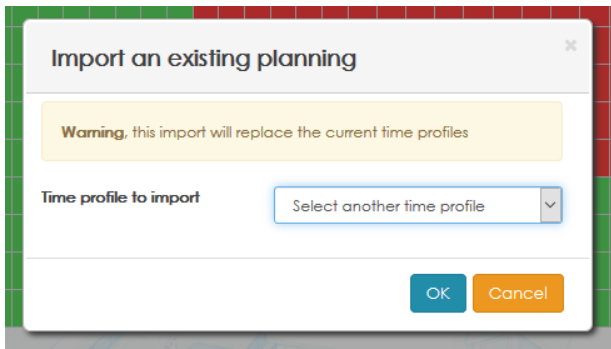 Import an existing planning
×
Warning, this import will replace the current time profiles
Time profile to import
Select another time profile
OK
Cancel